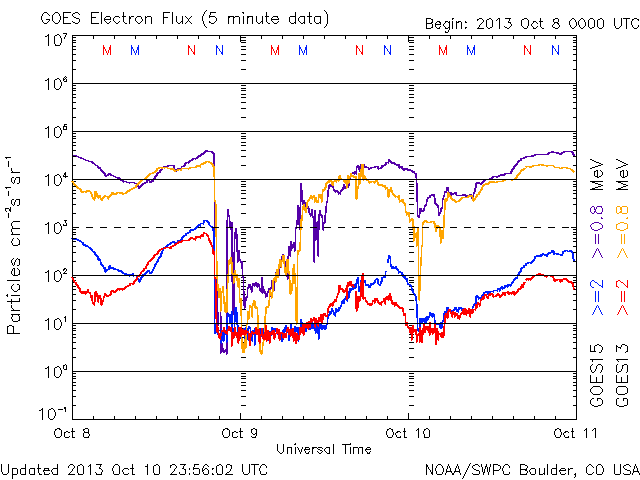 GOES Electron Flux (5 minute data)
Begin: 2013 Oct 8 0000 UTC
10⁷
M M N N M M N N M M N N
10⁶
10⁵
10⁴
10³
10²
10¹
10⁰
10⁻¹
Particles cm⁻²s⁻¹sr⁻¹
GOES15 >=2 >=0.8 MeV
GOES13 >=2 >=0.8 MeV
Oct 8 Oct 9 Oct 10 Oct 11
Universal Time
Updated 2013 Oct 10 23:56:02 UTC
NOAA/SWPC Boulder, CO USA